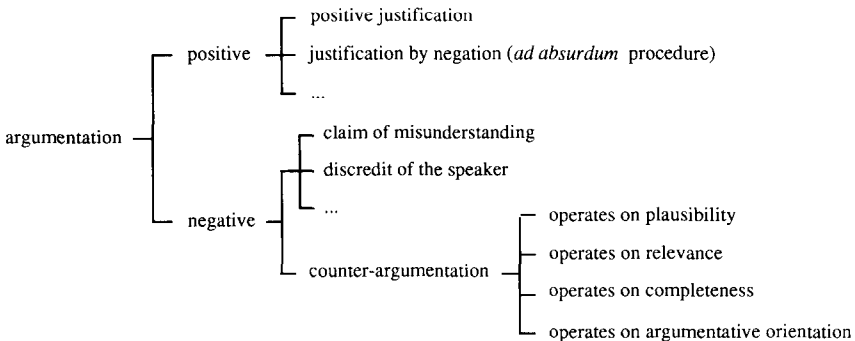 positive justification
positive
justification by negation (ad absurdum procedure)
...
argumentation
claim of misunderstanding
discredit of the speaker
...
negative
operates on plausibility
operates on relevance
counter-argumentation
operates on completeness
operates on argumentative orientation